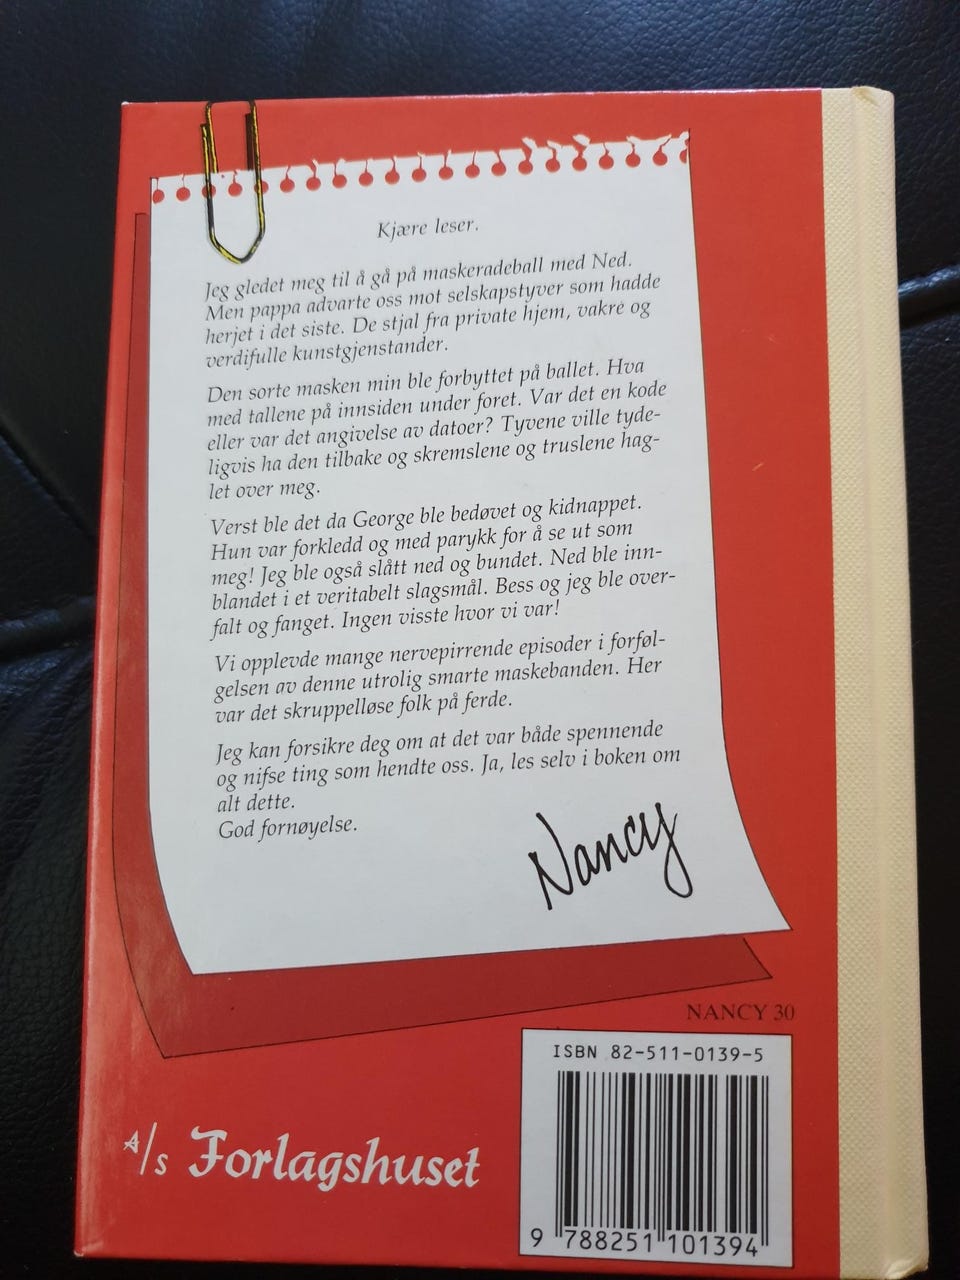 Kjære leser.
Jeg gledet meg til å gå på maskeradeball med Ned.
Men pappa advarte oss mot selskapstyver som hadde
herjet i det siste. De stjal fra private hjem, vakre og
verdifulle kunstgjenstander.
Den sorte masken min ble forbyttet på ballet. Hva
med tallene på innsiden under foret. Var det en kode
eller var det angivelse av datoer? Tyvene ville tyde-
ligvis ha den tilbake og skremslene og truslene hag-
let over meg.
Verst ble det da George ble bedøvet og kidnappet.
Hun var forkledd og med parykk for å se ut som
meg! Jeg ble også slått ned og bundet. Ned ble inn-
blandet i et veritabelt slagsmål. Bess og jeg ble over-
falt og fanget. Ingen visste hvor vi var!
Vi opplevde mange nervepirrende episoder i forføl-
gelsen av denne utrolig smarte maskebanden. Her
var det skruppelløse folk på ferde.
Jeg kan forsikre deg om at det var både spennende
og nifse ting som hendte oss. Ja, les selv i boken om
alt dette.
God fornøyelse.
Nancy
NANCY 30
ISBN 82-511-0139-5
A/s Forlagshuset
9 788251 101394